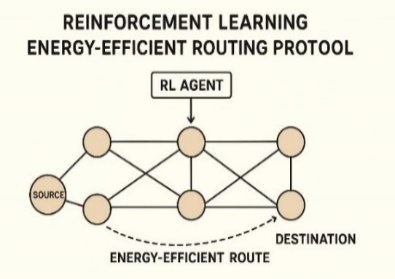 REINFORCEMENT LEARNING
ENERGY-EFFICIENT ROUTING PROTOOL
RL AGENT
SOURCE
DESTINATION
ENERGY-EFFICIENT ROUTE